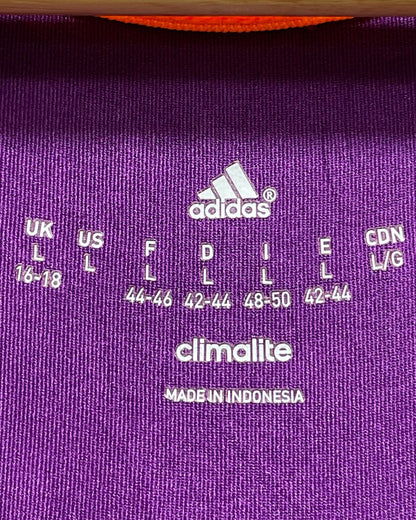 adidas®
UK US F D I E CDN
L L L L L L L/G
16-18 44-46 42-44 48-50 42-44
climalite
MADE IN INDONESIA